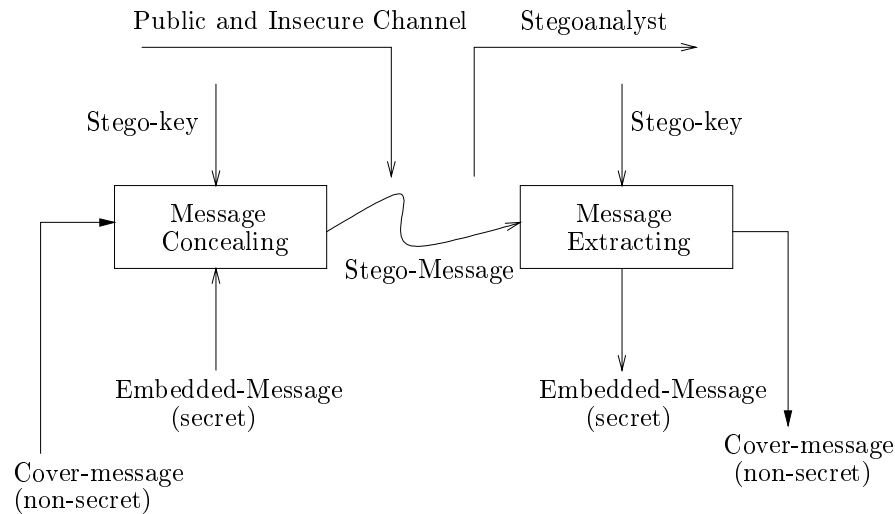 Public and Insecure Channel
Stegoanalyst
Stego-key
Stego-key
Message
Concealing
Message
Extracting
Stego-Message
Embedded-Message
(secret)
Embedded-Message
(secret)
Cover-message
(non-secret)
Cover-message
(non-secret)